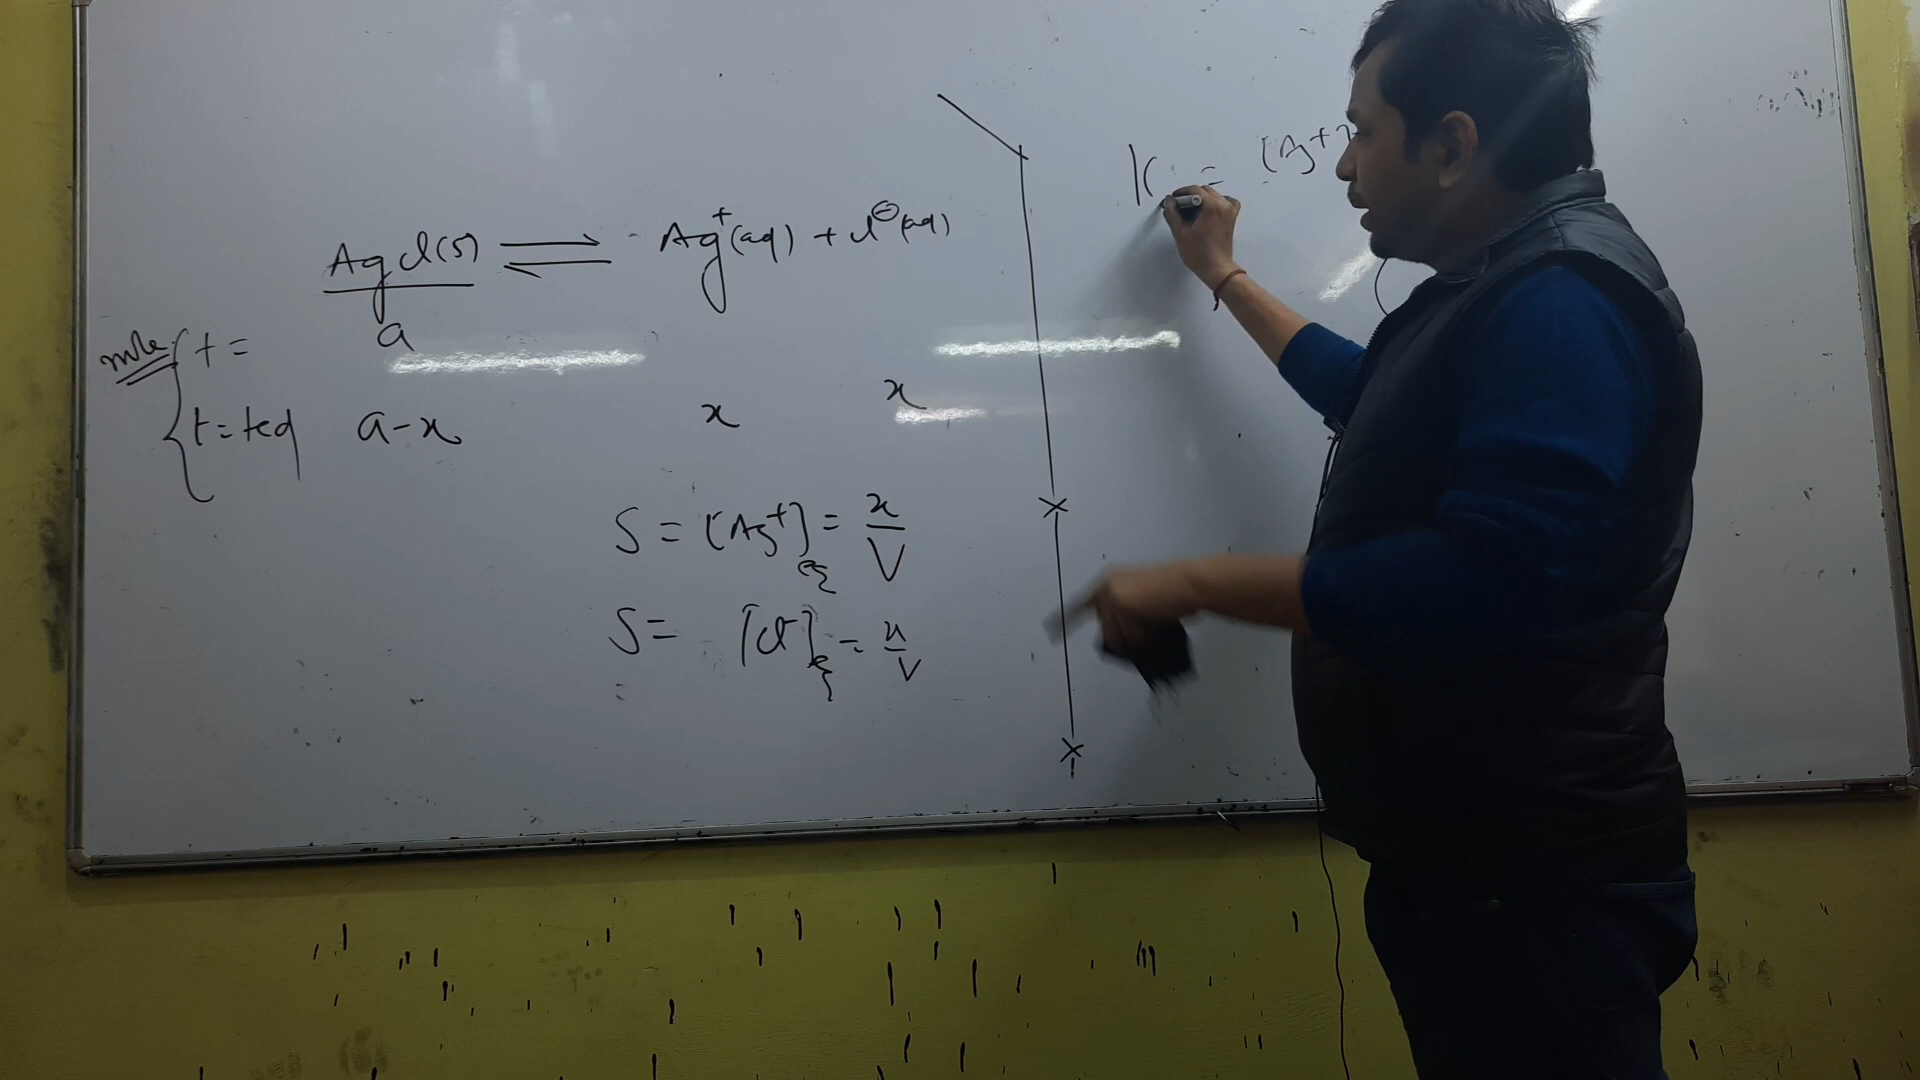 AgCl(s) ⇌ Ag⁺(aq) + Cl⊖(aq)
mole { t = a
t = teq a-x x x
S = [Ag⁺]eq = x/V
S = [Cl⁻]eq = x/V
K = [Ag⁺]